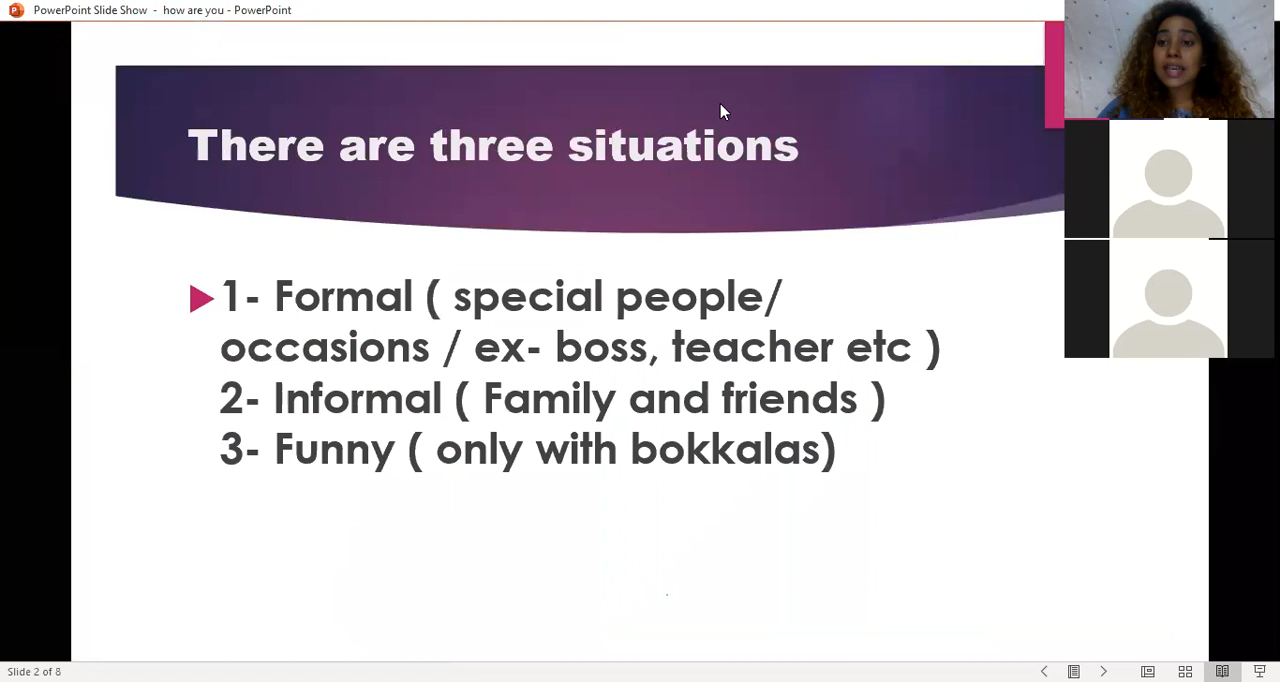 PowerPoint Slide Show - how are you - PowerPoint
There are three situations
1- Formal ( special people/
occasions / ex- boss, teacher etc )
2- Informal ( Family and friends )
3- Funny ( only with bokkalas)
Slide 2 of 8